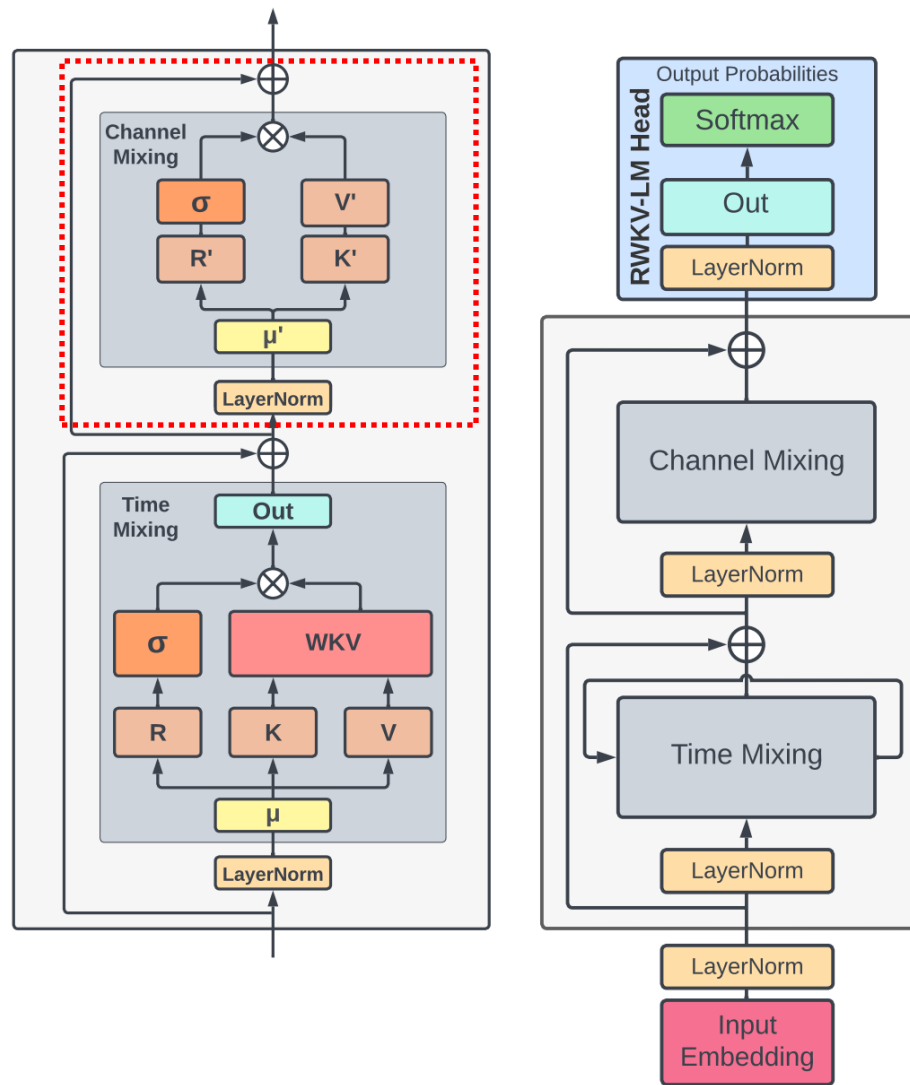 Channel
Mixing
σ
V'
R'
K'
μ'
LayerNorm
Time
Mixing
Out
σ
WKV
R
K
V
μ
LayerNorm
RWKV-LM Head
Output Probabilities
Softmax
Out
LayerNorm
Channel Mixing
LayerNorm
Time Mixing
LayerNorm
LayerNorm
Input
Embedding